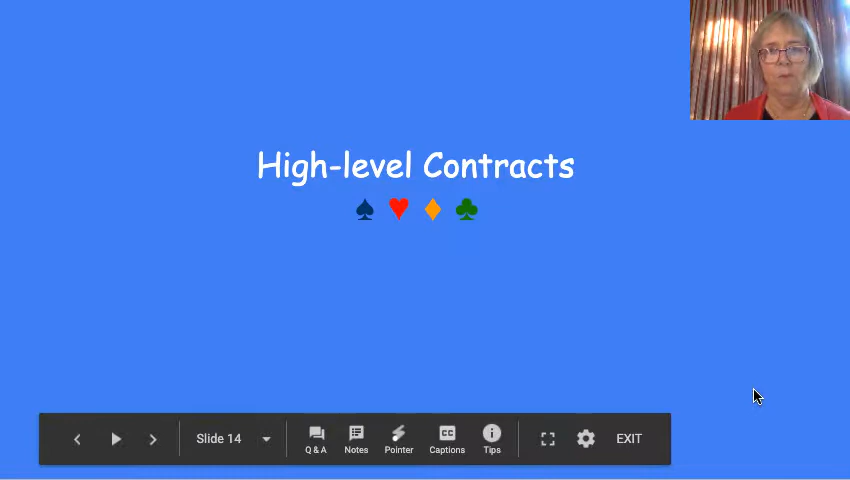 High-level Contracts
♠ ♥ ♦ ♣
Slide 14
Q & A
Notes
Pointer
Captions
Tips
EXIT